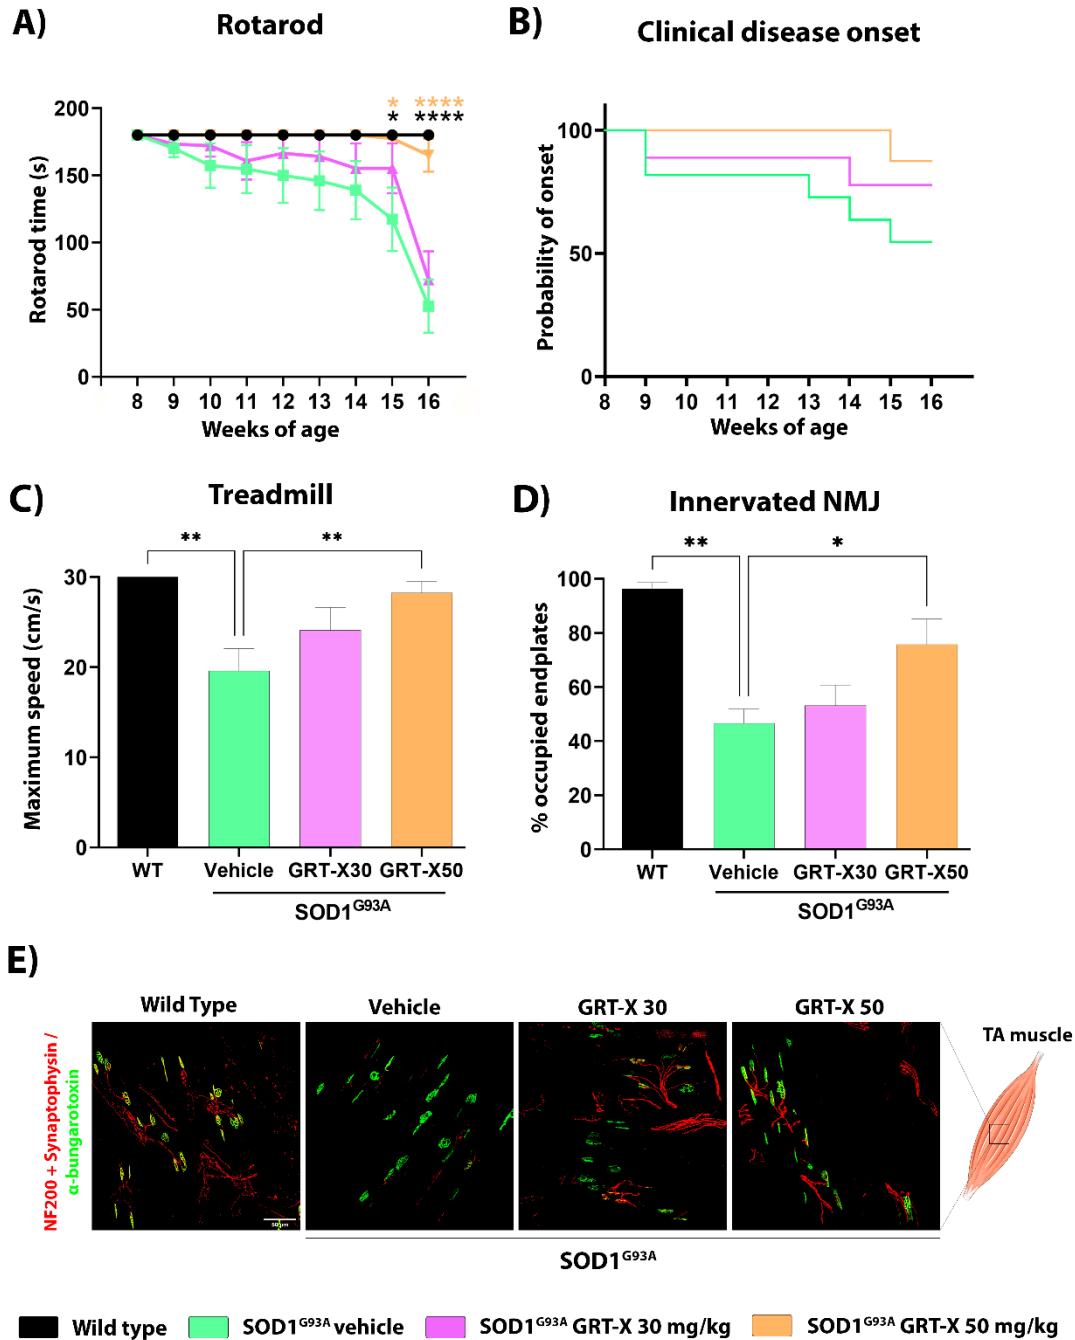 A)
Rotarod
Rotarod time (s)
200
150
100
50
0
*
****
*
****
8 9 10 11 12 13 14 15 16
Weeks of age
B)
Clinical disease onset
Probability of onset
100
50
0
8 9 10 11 12 13 14 15 16
Weeks of age
C)
Treadmill
** **
Maximum speed (cm/s)
30
20
10
0
WT Vehicle GRT-X30 GRT-X50
SOD1G93A
D)
Innervated NMJ
** *
% occupied endplates
100
80
60
40
20
0
WT Vehicle GRT-X30 GRT-X50
SOD1G93A
E)
NF200 + Synaptophysin /
α-bungarotoxin
Wild Type Vehicle GRT-X 30 GRT-X 50
TA muscle
50 µm
SOD1G93A
Wild type SOD1G93A vehicle SOD1G93A GRT-X 30 mg/kg SOD1G93A GRT-X 50 mg/kg